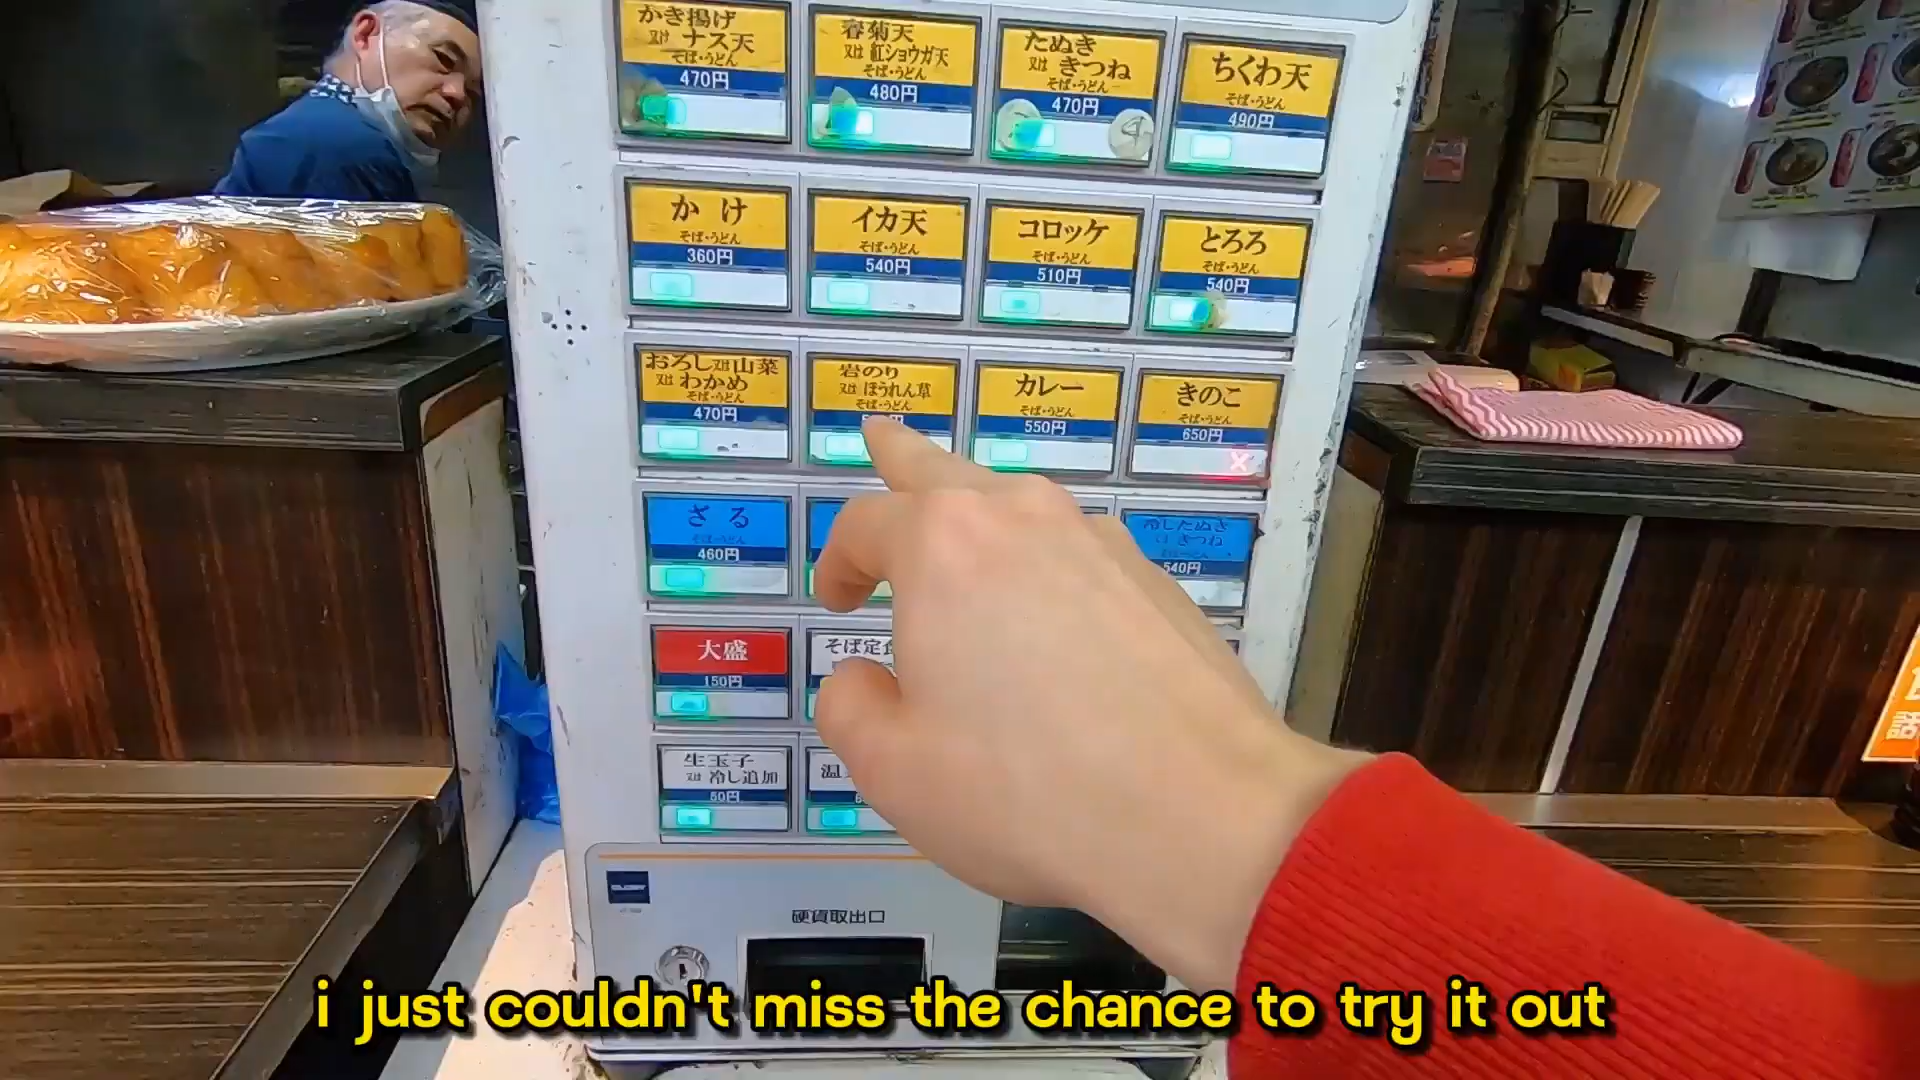 かき揚げ
又は ナス天
そば・うどん
470円
春菊天
又は 紅ショウガ天
そば・うどん
480円
たぬき
又は きつね
そば・うどん
470円
ちくわ天
そば・うどん
490円
かけ
そば・うどん
360円
イカ天
そば・うどん
540円
コロッケ
そば・うどん
510円
とろろ
そば・うどん
540円
おろし又は山菜
又は わかめ
そば・うどん
470円
岩のり
又は ほうれん草
そば・うどん
カレー
そば・うどん
550円
きのこ
そば・うどん
650円
ざる
そば・うどん
460円
冷したぬき
きつね
540円
大盛
150円
そば定食
生玉子
又は 冷し追加
50円
温
GLORY
硬貨取出口
話
i just couldn't miss the chance to try it out